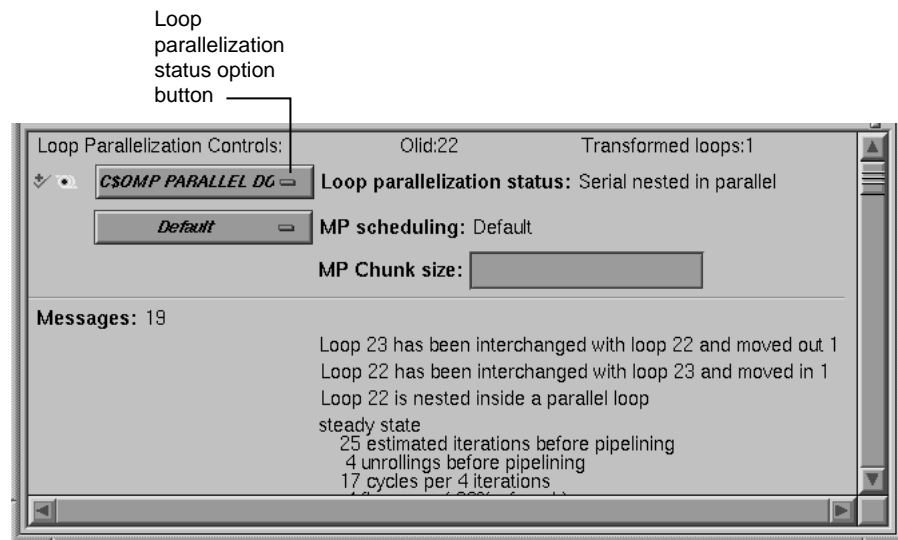 Loop
parallelization
status option
button
Loop Parallelization Controls: Olid:22 Transformed loops:1
C$OMP PARALLEL DO Loop parallelization status: Serial nested in parallel
Default MP scheduling: Default
MP Chunk size:
Messages: 19
Loop 23 has been interchanged with loop 22 and moved out 1
Loop 22 has been interchanged with loop 23 and moved in 1
Loop 22 is nested inside a parallel loop
steady state
25 estimated iterations before pipelining
4 unrollings before pipelining
17 cycles per 4 iterations